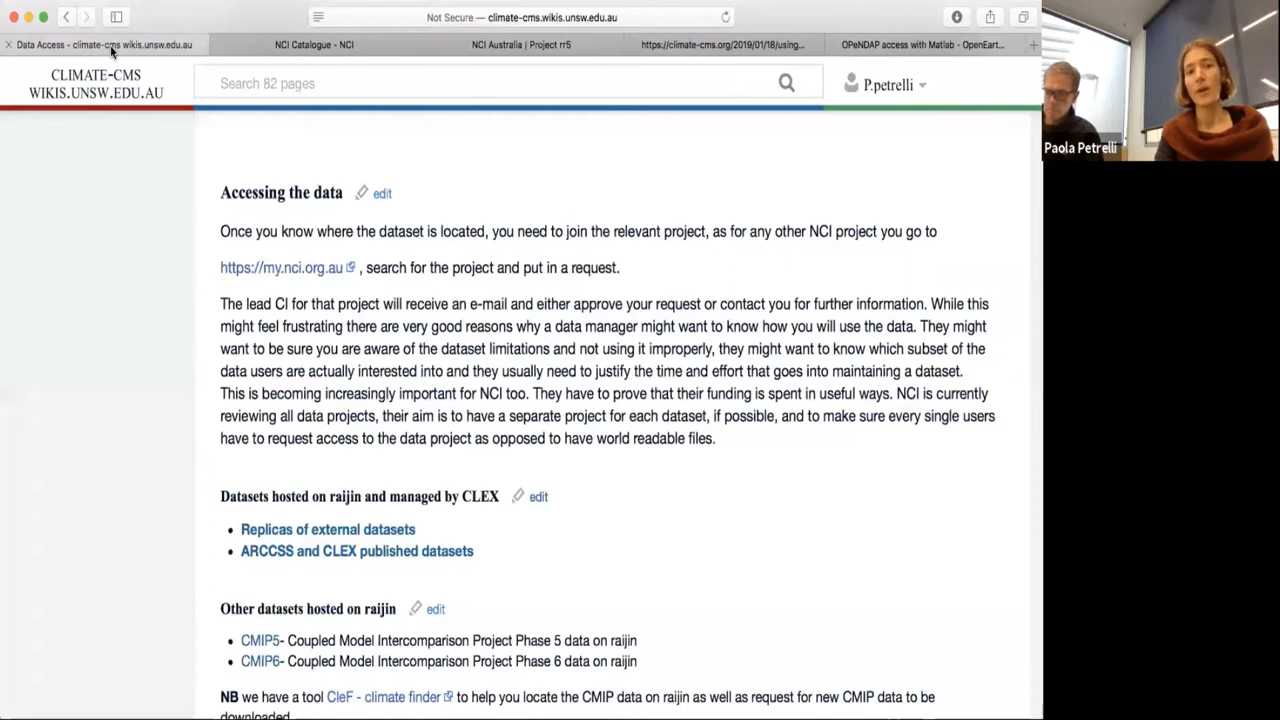 Not Secure — climate-cms.wikis.unsw.edu.au
Data Access - climate-cms wikis.unsw.edu.au
NCI Catalogue - NCI
NCI Australia | Project rr5
https://climate-cms.org/2019/01/18/using...
OPeNDAP access with Matlab - OpenEart...
CLIMATE-CMS
WIKIS.UNSW.EDU.AU
Search 82 pages
P.petrelli
Paola Petrelli
Accessing the data edit
Once you know where the dataset is located, you need to join the relevant project, as for any other NCI project you go to
https://my.nci.org.au , search for the project and put in a request.
The lead CI for that project will receive an e-mail and either approve your request or contact you for further information. While this
might feel frustrating there are very good reasons why a data manager might want to know how you will use the data. They might
want to be sure you are aware of the dataset limitations and not using it improperly, they might want to know which subset of the
data users are actually interested into and they usually need to justify the time and effort that goes into maintaining a dataset.
This is becoming increasingly important for NCI too. They have to prove that their funding is spent in useful ways. NCI is currently
reviewing all data projects, their aim is to have a separate project for each dataset, if possible, and to make sure every single users
have to request access to the data project as opposed to have world readable files.
Datasets hosted on raijin and managed by CLEX edit
• Replicas of external datasets
• ARCCSS and CLEX published datasets
Other datasets hosted on raijin edit
• CMIP5- Coupled Model Intercomparison Project Phase 5 data on raijin
• CMIP6- Coupled Model Intercomparison Project Phase 6 data on raijin
NB we have a tool CleF - climate finder to help you locate the CMIP data on raijin as well as request for new CMIP data to be
downloaded